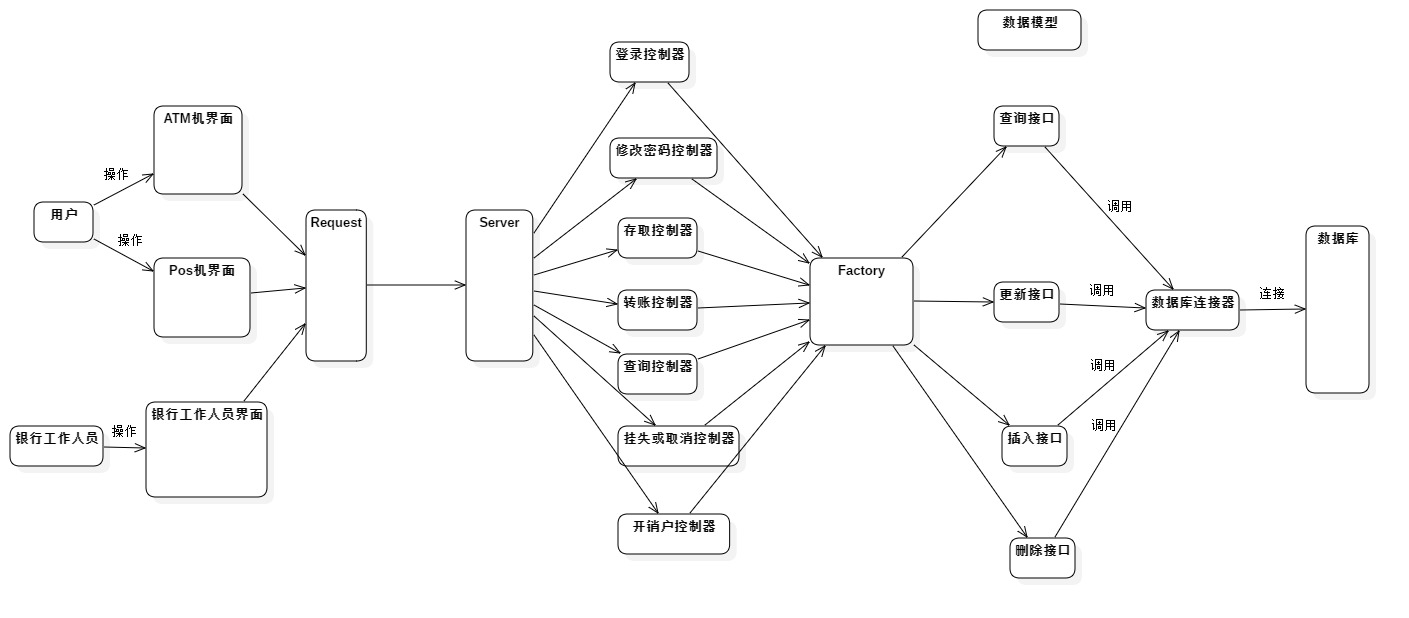 数据模型
登录控制器
ATM机界面
查询接口
修改密码控制器
操作
调用
用户
Request
Server
存取控制器
操作
数据库
Pos机界面
Factory
转账控制器
更新接口
调用
数据库连接器
连接
查询控制器
调用
银行工作人员界面
操作
银行工作人员
挂失或取消控制器
插入接口
调用
开销户控制器
删除接口